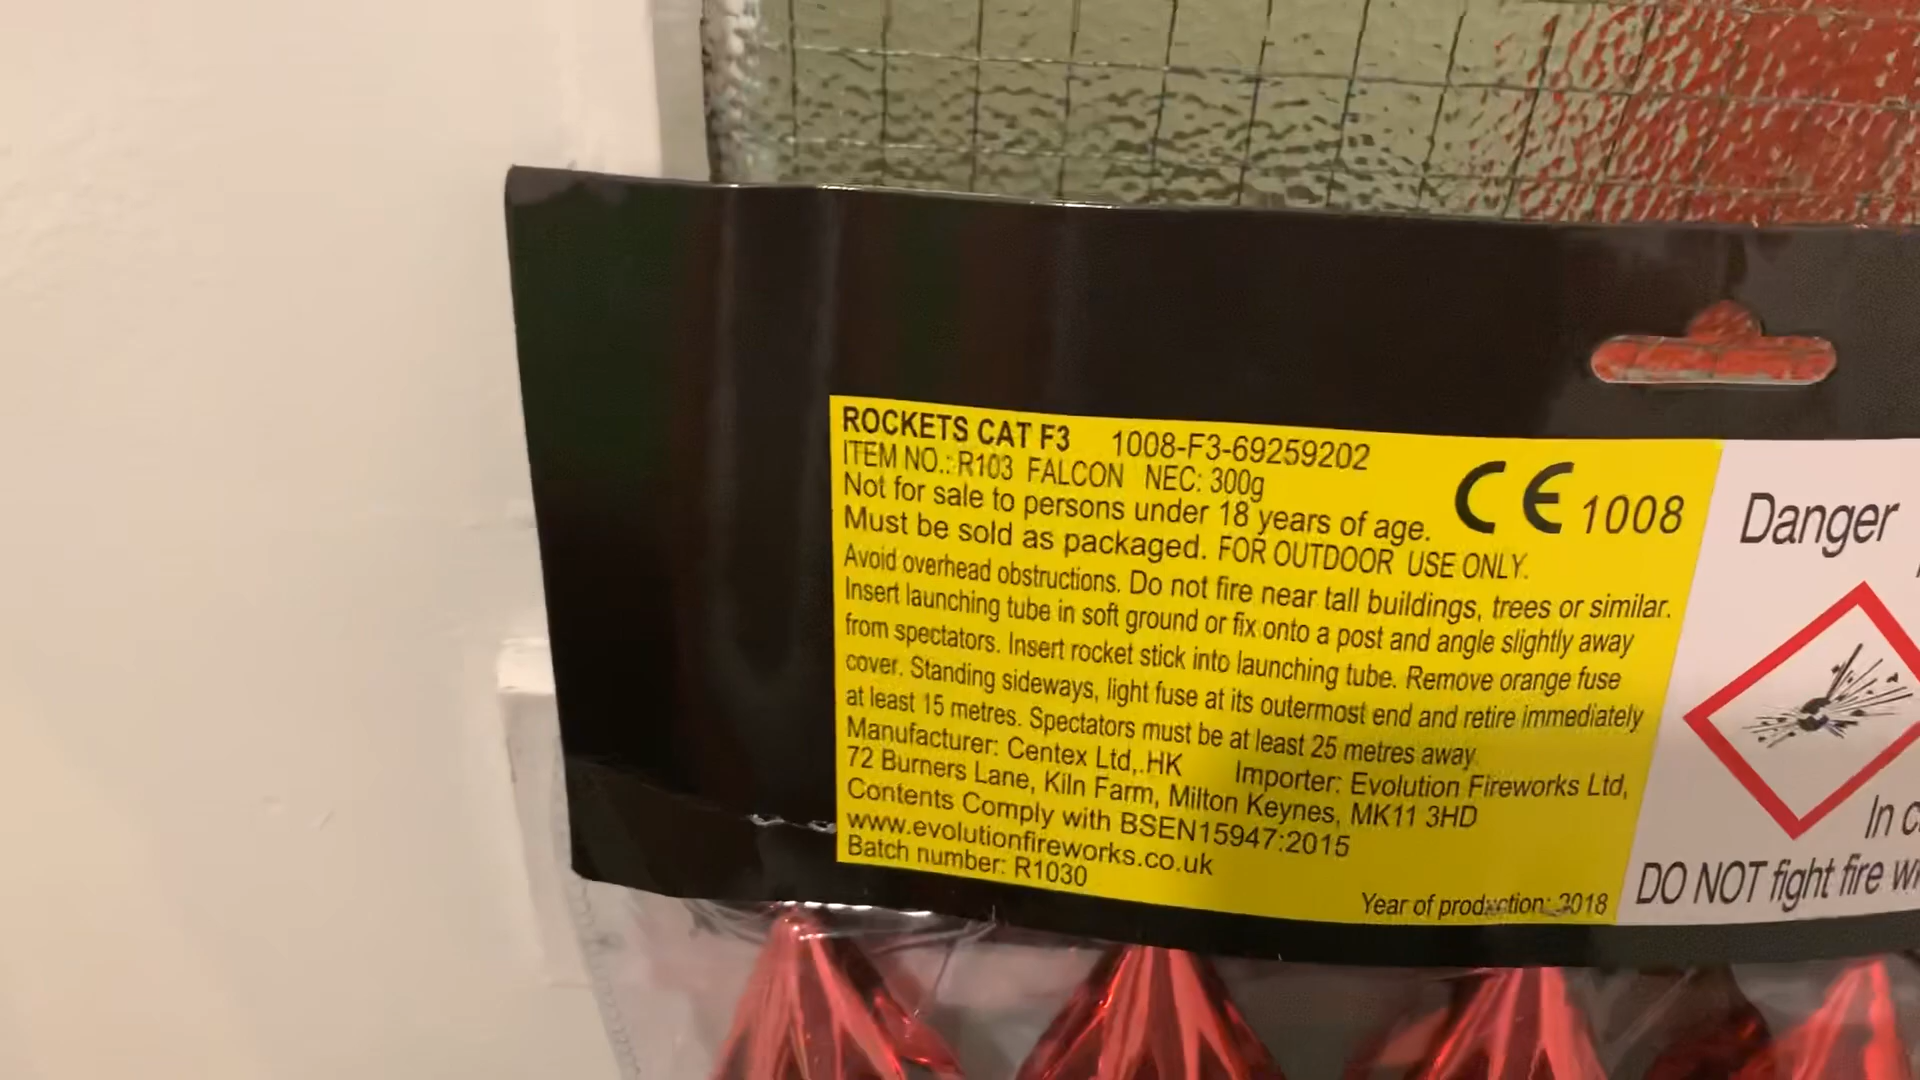 ROCKETS CAT F3 1008-F3-69259202
ITEM NO.: R103 FALCON NEC: 300g
CE 1008
Not for sale to persons under 18 years of age.
Must be sold as packaged. FOR OUTDOOR USE ONLY.
Avoid overhead obstructions. Do not fire near tall buildings, trees or similar.
Insert launching tube in soft ground or fix onto a post and angle slightly away
from spectators. Insert rocket stick into launching tube. Remove orange fuse
cover. Standing sideways, light fuse at its outermost end and retire immediately
at least 15 metres. Spectators must be at least 25 metres away.
Manufacturer: Centex Ltd,.HK Importer: Evolution Fireworks Ltd,
72 Burners Lane, Kiln Farm, Milton Keynes, MK11 3HD
Contents Comply with BSEN15947:2015
www.evolutionfireworks.co.uk
Batch number: R1030
Year of production: 2018
Danger
In
DO NOT fight fire